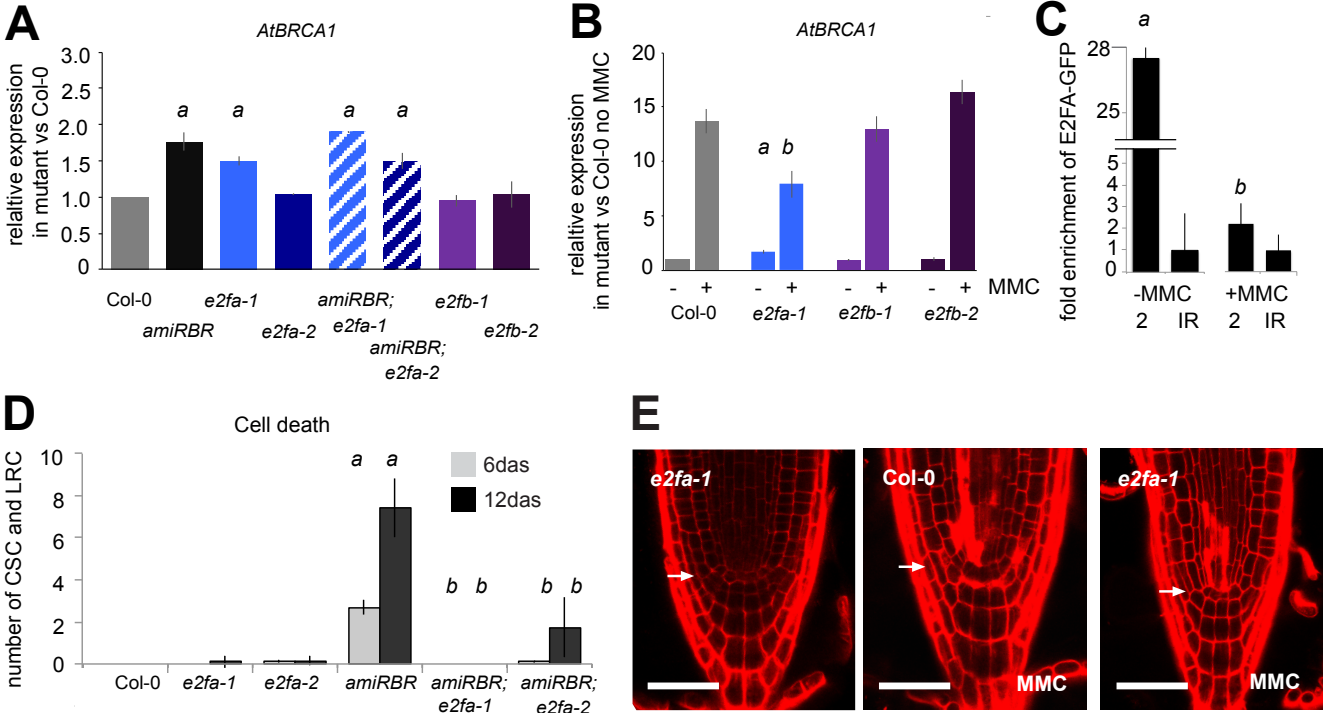 A
AtBRCA1
relaltive expression
in mutant vs Col-0
3.0
2.5
2.0
1.5
1.0
0.5
0
a
a
a
a
Col-0
amiRBR
e2fa-1
e2fa-2
amiRBR;
e2fa-1
amiRBR;
e2fa-2
e2fb-1
e2fb-2
B
AtBRCA1
relaltive expression
in mutant vs Col-0 no MMC
20
15
10
5
0
a
b
- + - + - + - + MMC
Col-0
e2fa-1
e2fb-1
e2fb-2
C
fold enrichment of E2FA-GFP
28
25
5
4
3
2
1
0
a
b
-MMC
+MMC
2 IR 2 IR
D
Cell death
number of CSC and LRC
10
8
6
4
2
0
6das
12das
a a
b b
b b
Col-0
e2fa-1
e2fa-2
amiRBR
amiRBR;
e2fa-1
amiRBR;
e2fa-2
E
e2fa-1
Col-0
MMC
e2fa-1
MMC